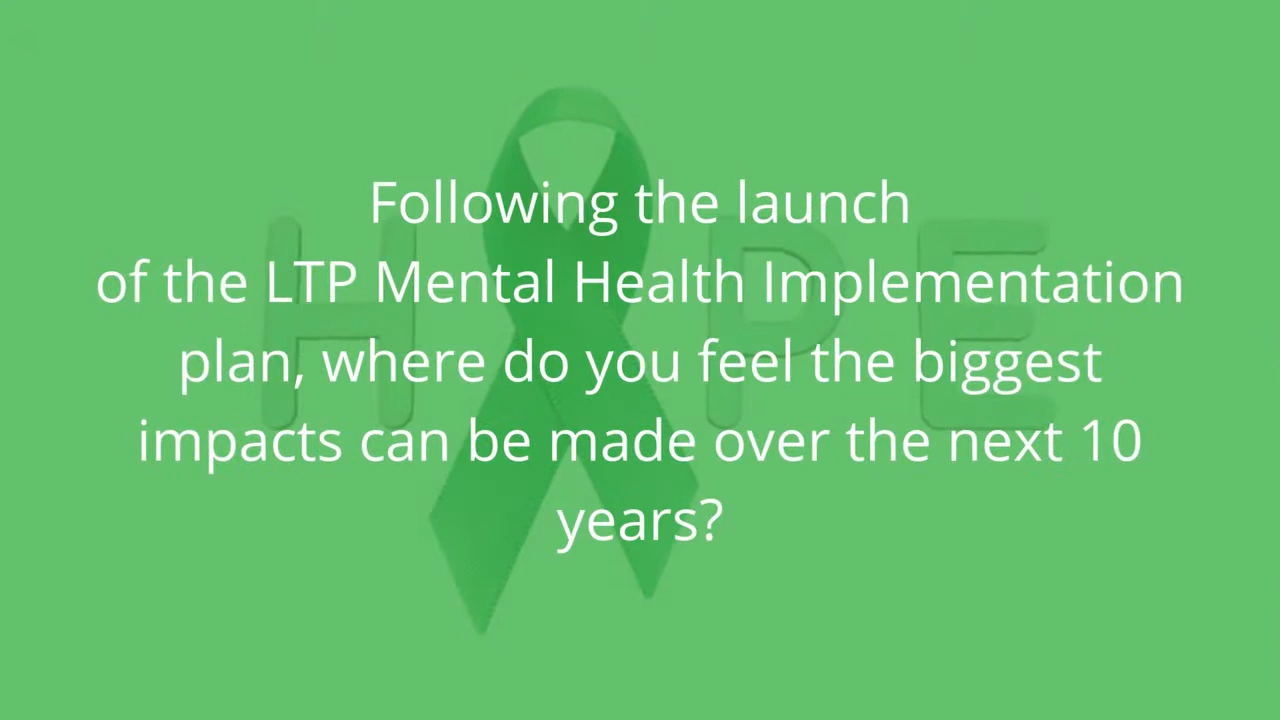 Following the launch
of the LTP Mental Health Implementation
plan, where do you feel the biggest
impacts can be made over the next 10
years?
H PE